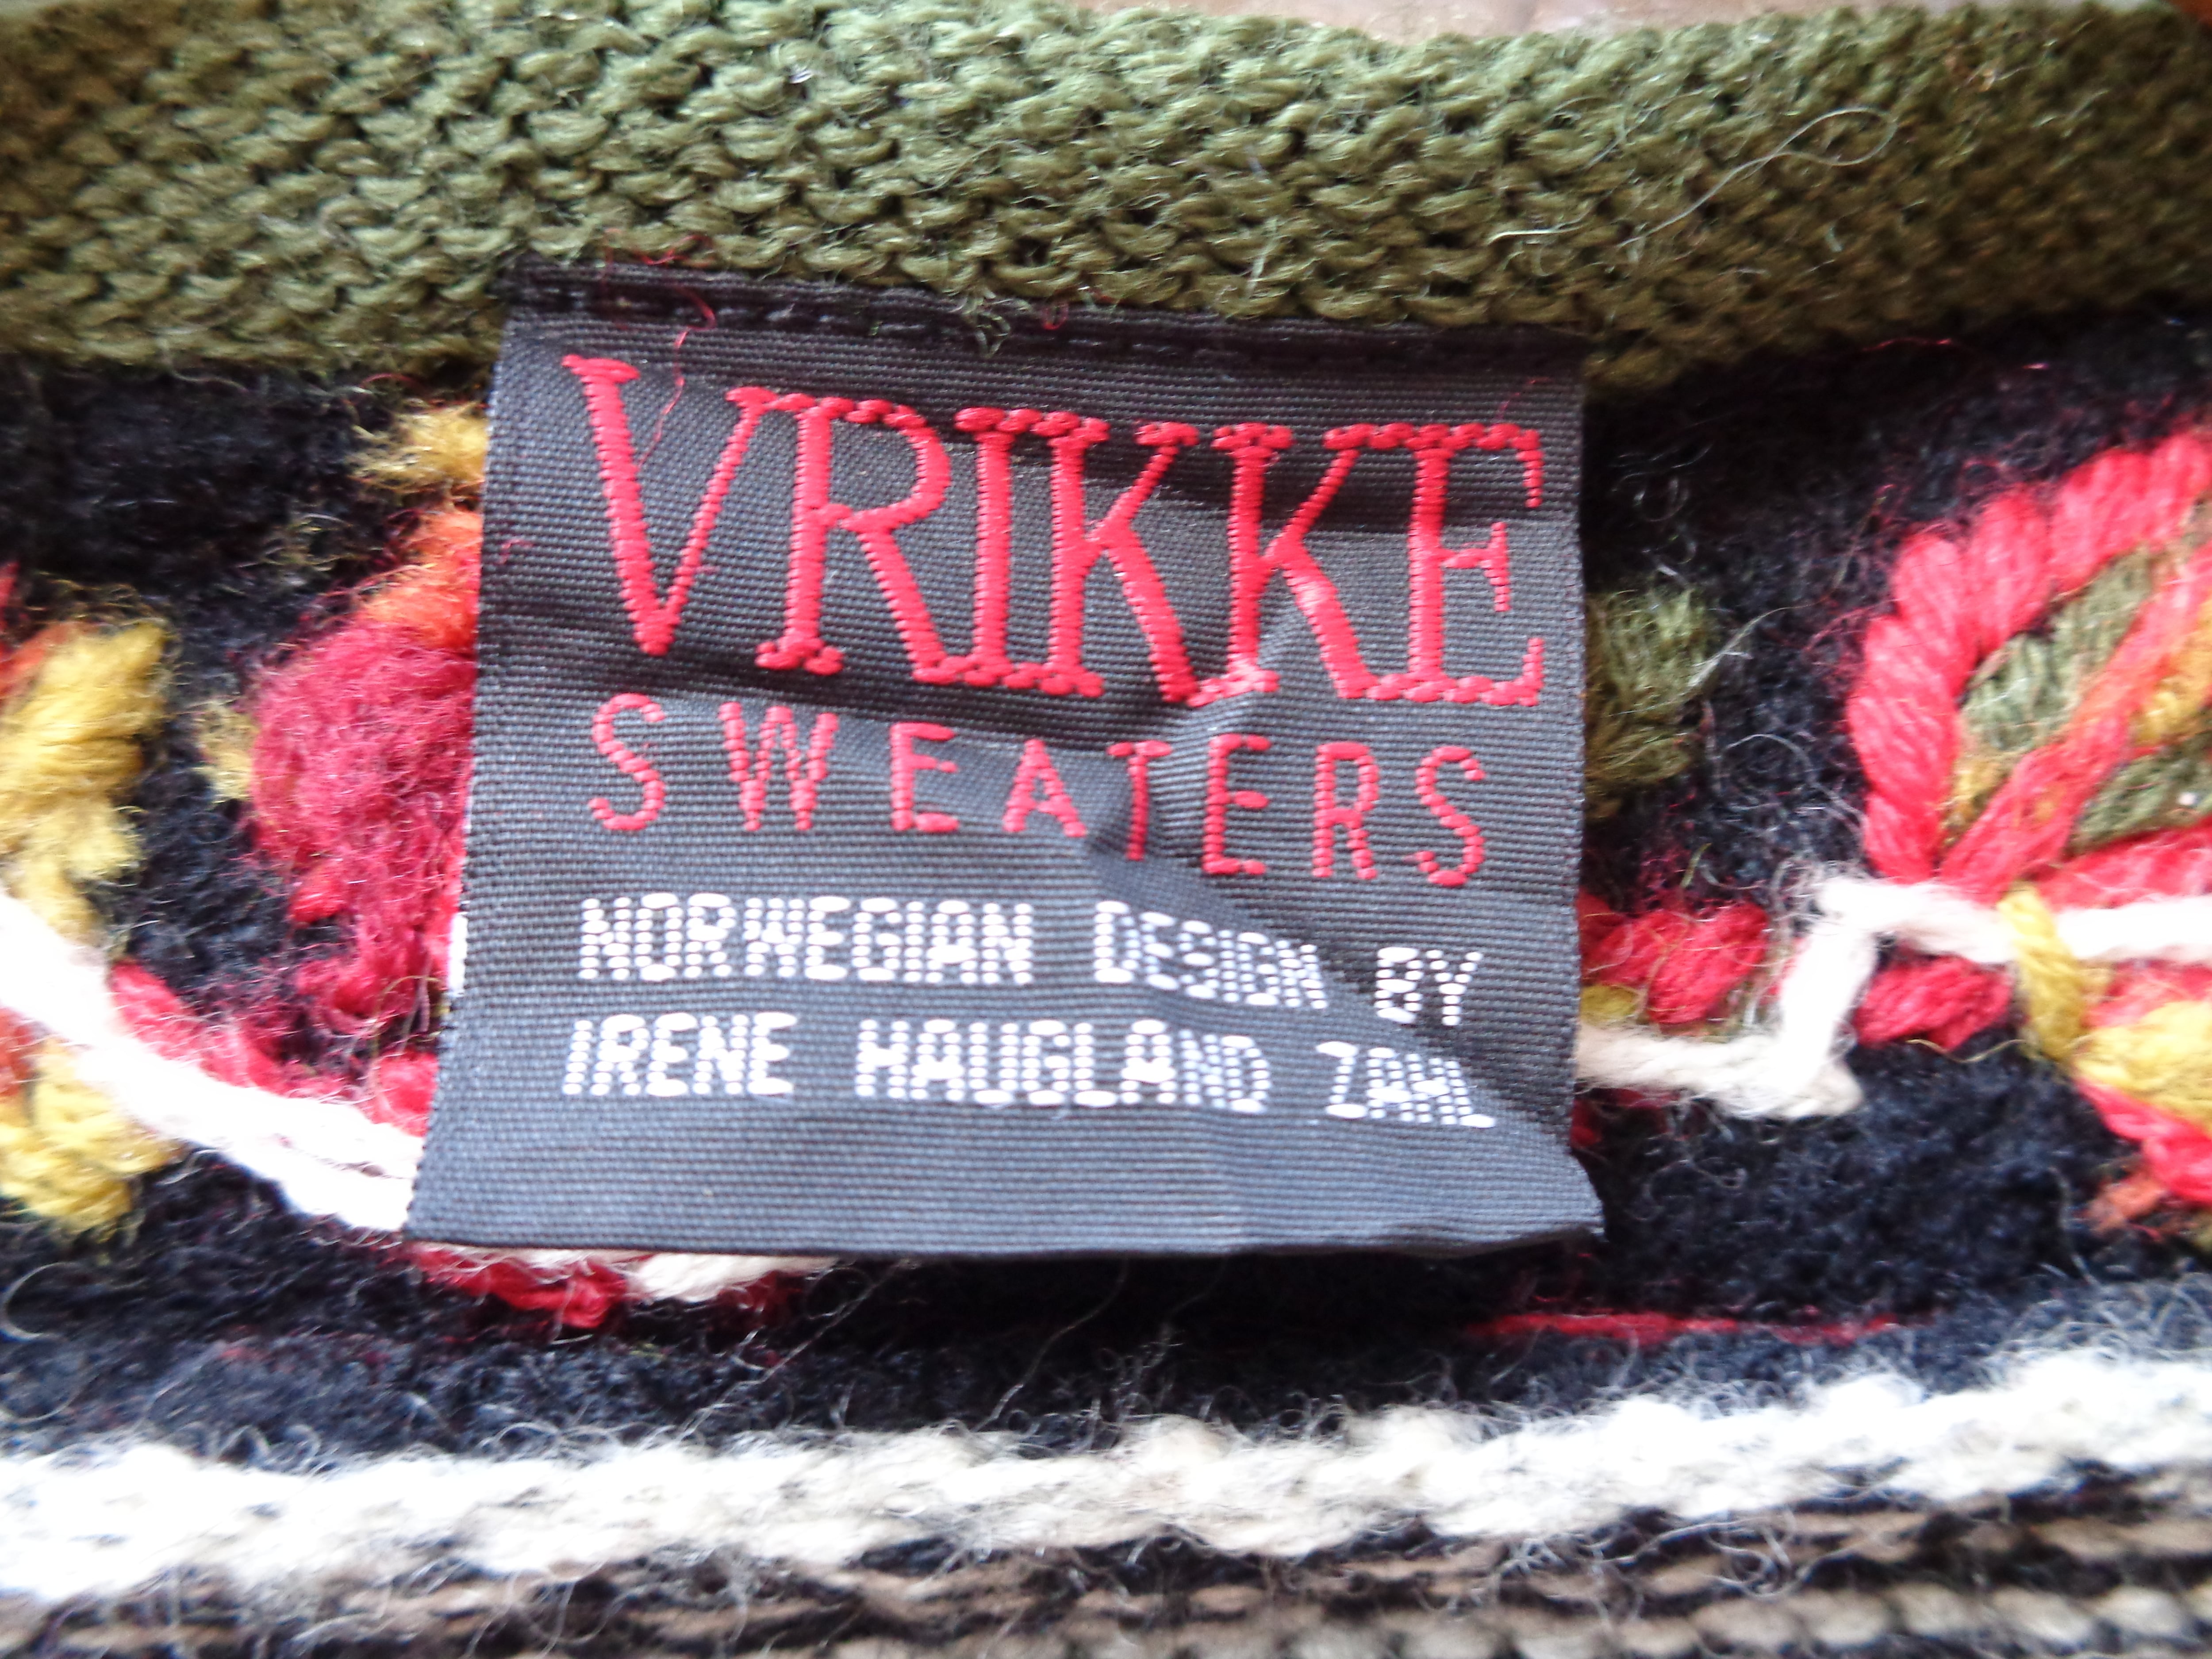 VRIKKE
SWEATERS
NORWEGIAN DESIGN BY
IRENE HAUGLAND ZAHL